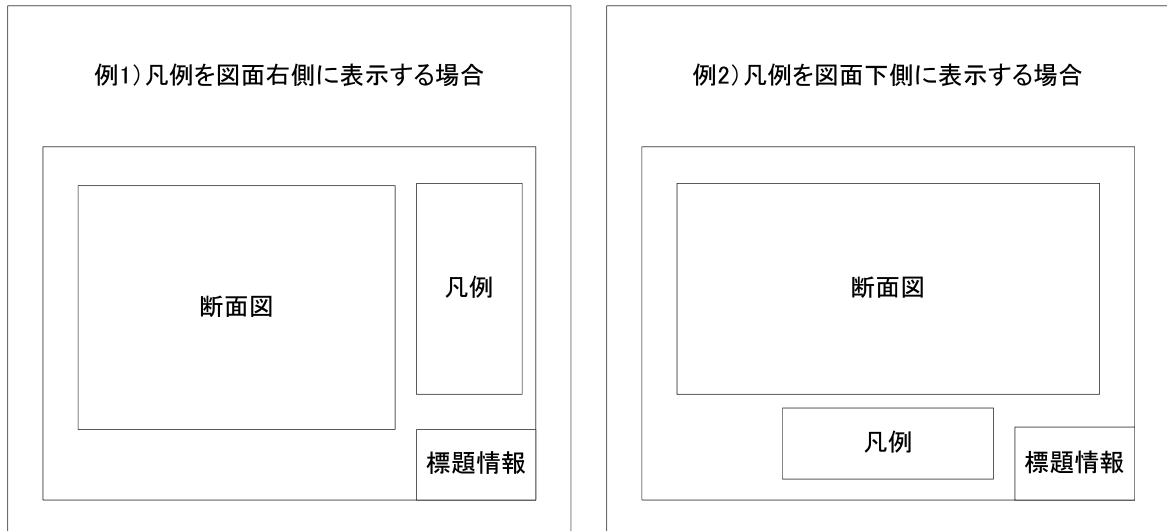 例1)凡例を図面右側に表示する場合
断面図
凡例
標題情報
例2)凡例を図面下側に表示する場合
断面図
凡例
標題情報